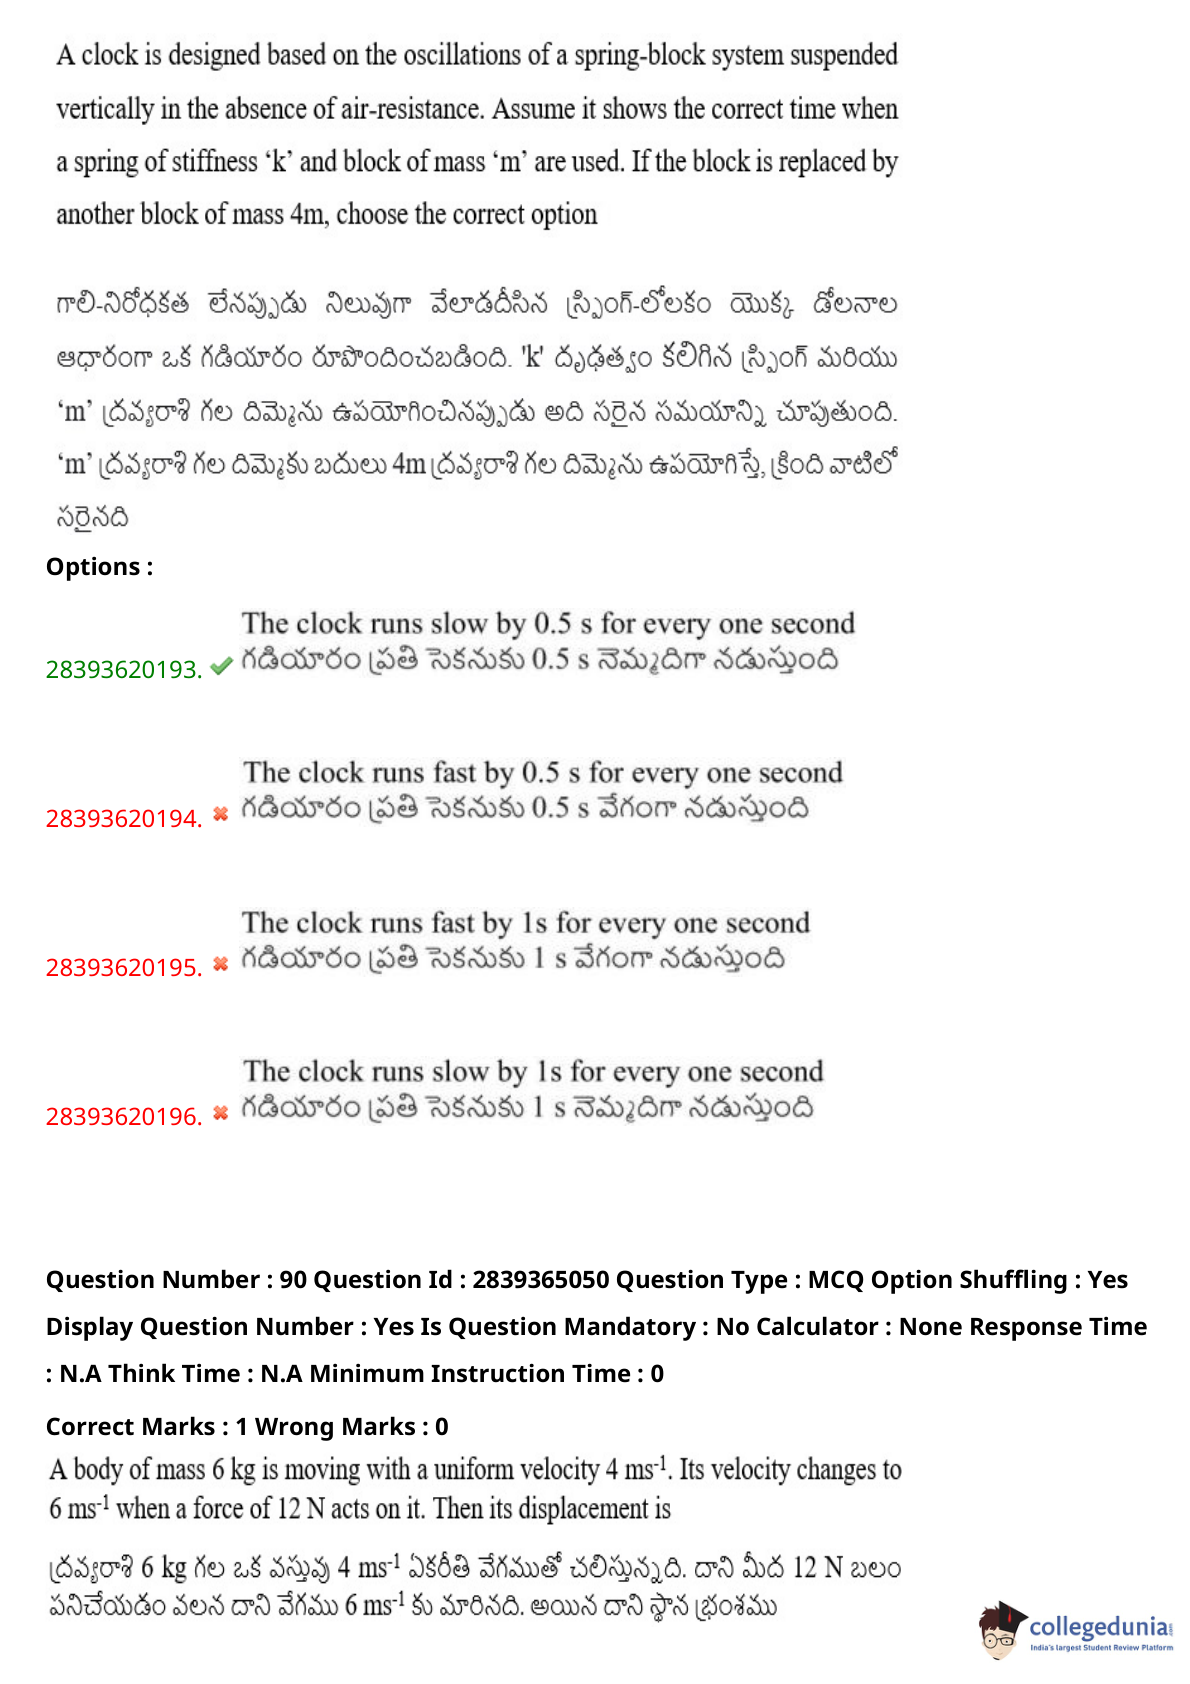 A clock is designed based on the oscillations of a spring-block system suspended
vertically in the absence of air-resistance. Assume it shows the correct time when
a spring of stiffness ‘k’ and block of mass ‘m’ are used. If the block is replaced by
another block of mass 4m, choose the correct option
గాలి-నిరోధకత లేనప్పుడు నిలువుగా వేలాడదీసిన స్ప్రింగ్-లోలకం యొక్క డోలనాల
ఆధారంగా ఒక గడియారం రూపొందించబడింది. 'k' దృఢత్వం కలిగిన స్ప్రింగ్ మరియు
‘m’ ద్రవ్యరాశి గల దిమ్మెను ఉపయోగించినప్పుడు అది సరైన సమయాన్ని చూపుతుంది.
‘m’ ద్రవ్యరాశి గల దిమ్మెకు బదులు 4m ద్రవ్యరాశి గల దిమ్మెను ఉపయోగిస్తే, క్రింది వాటిలో
సరైనది
Options :
The clock runs slow by 0.5 s for every one second
28393620193. గడియారం ప్రతి సెకనుకు 0.5 s నెమ్మదిగా నడుస్తుంది
The clock runs fast by 0.5 s for every one second
28393620194. గడియారం ప్రతి సెకనుకు 0.5 s వేగంగా నడుస్తుంది
The clock runs fast by 1s for every one second
28393620195. గడియారం ప్రతి సెకనుకు 1 s వేగంగా నడుస్తుంది
The clock runs slow by 1s for every one second
28393620196. గడియారం ప్రతి సెకనుకు 1 s నెమ్మదిగా నడుస్తుంది
Question Number : 90 Question Id : 2839365050 Question Type : MCQ Option Shuffling : Yes
Display Question Number : Yes Is Question Mandatory : No Calculator : None Response Time
: N.A Think Time : N.A Minimum Instruction Time : 0
Correct Marks : 1 Wrong Marks : 0
A body of mass 6 kg is moving with a uniform velocity 4 ms⁻¹. Its velocity changes to
6 ms⁻¹ when a force of 12 N acts on it. Then its displacement is
ద్రవ్యరాశి 6 kg గల ఒక వస్తువు 4 ms⁻¹ ఏకరీతి వేగముతో చలిస్తున్నది. దాని మీద 12 N బలం
పనిచేయడం వలన దాని వేగము 6 ms⁻¹ కు మారినది. అయిన దాని స్థాన భ్రంశము
collegedunia
India's largest Student Review Platform